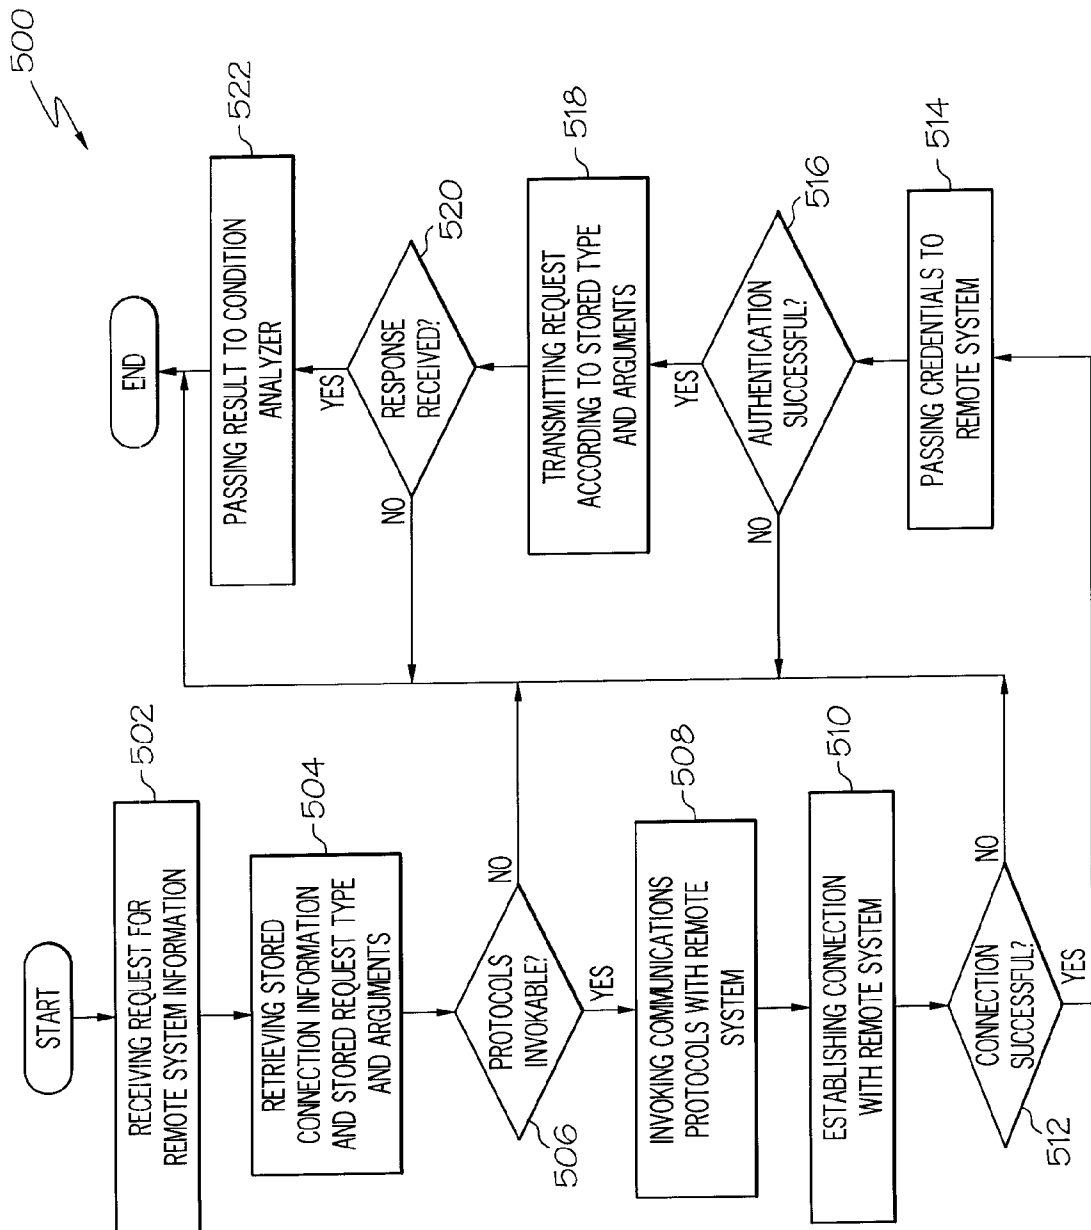 500
START
RECEIVING REQUEST FOR
REMOTE SYSTEM INFORMATION
502
RETRIEVING STORED
CONNECTION INFORMATION
AND STORED REQUEST TYPE
AND ARGUMENTS
504
PROTOCOLS
INVOKABLE?
506
NO
YES
INVOKING COMMUNICATIONS
PROTOCOLS WITH REMOTE
SYSTEM
508
ESTABLISHING CONNECTION
WITH REMOTE SYSTEM
510
CONNECTION
SUCCESSFUL?
512
NO
YES
PASSING CREDENTIALS TO
REMOTE SYSTEM
514
AUTHENTICATION
SUCCESSFUL?
516
NO
YES
TRANSMITTING REQUEST
ACCORDING TO STORED TYPE
AND ARGUMENTS
518
RESPONSE
RECEIVED?
520
NO
YES
PASSING RESULT TO CONDITION
ANALYZER
522
END